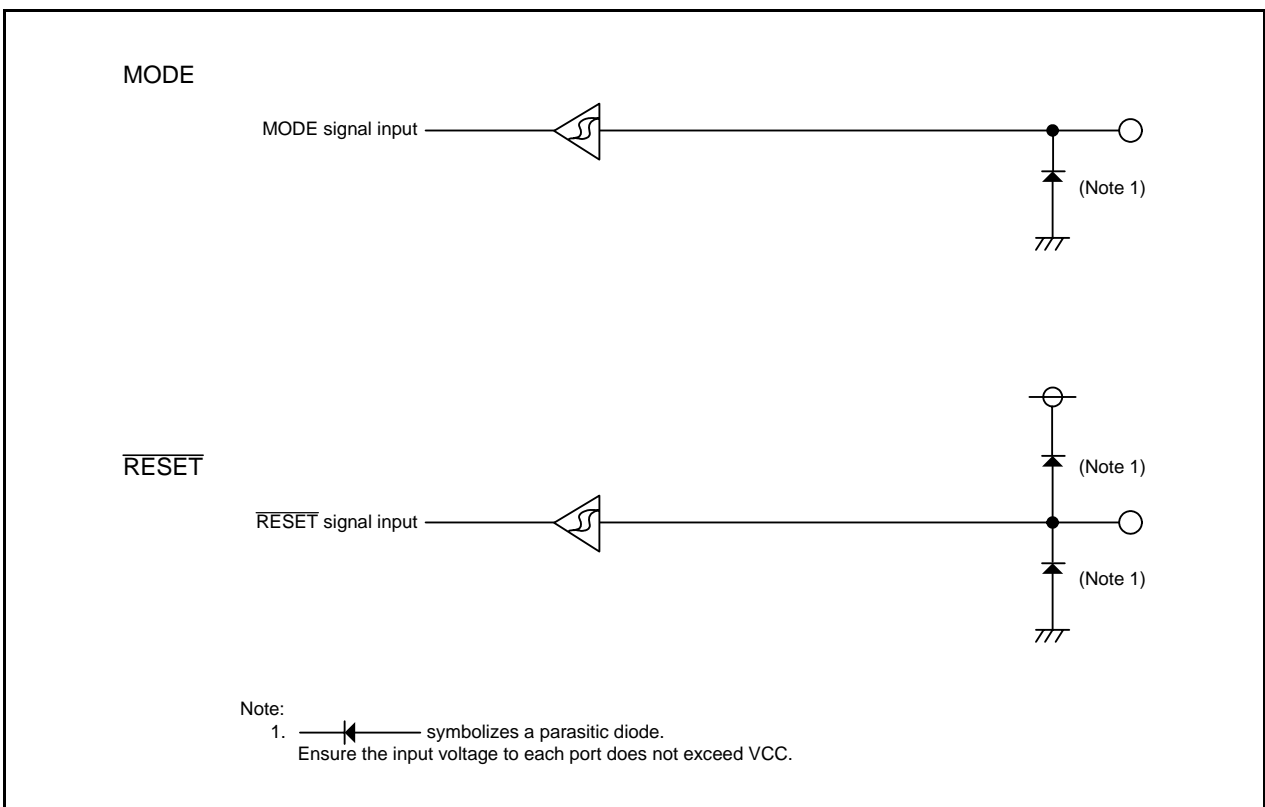 MODE
MODE signal input
(Note 1)
(Note 1)
RESET
RESET signal input
(Note 1)
Note:
1. symbolizes a parasitic diode.
Ensure the input voltage to each port does not exceed VCC.